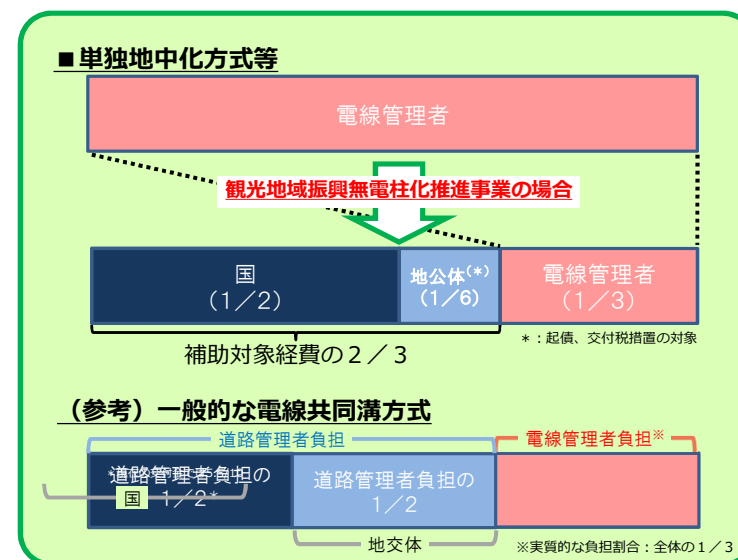 ■単独地中化方式等
電線管理者
観光地域振興無電柱化推進事業の場合
国
（1／2）
地公体(*)
（1／6）
電線管理者
（1／3）
補助対象経費の２／３
＊：起債、交付税措置の対象
（参考）一般的な電線共同溝方式
道路管理者負担
電線管理者負担※
道路管理者負担の
1／2*
国
道路管理者負担の
1／2
地交体
※実質的な負担割合：全体の１／３